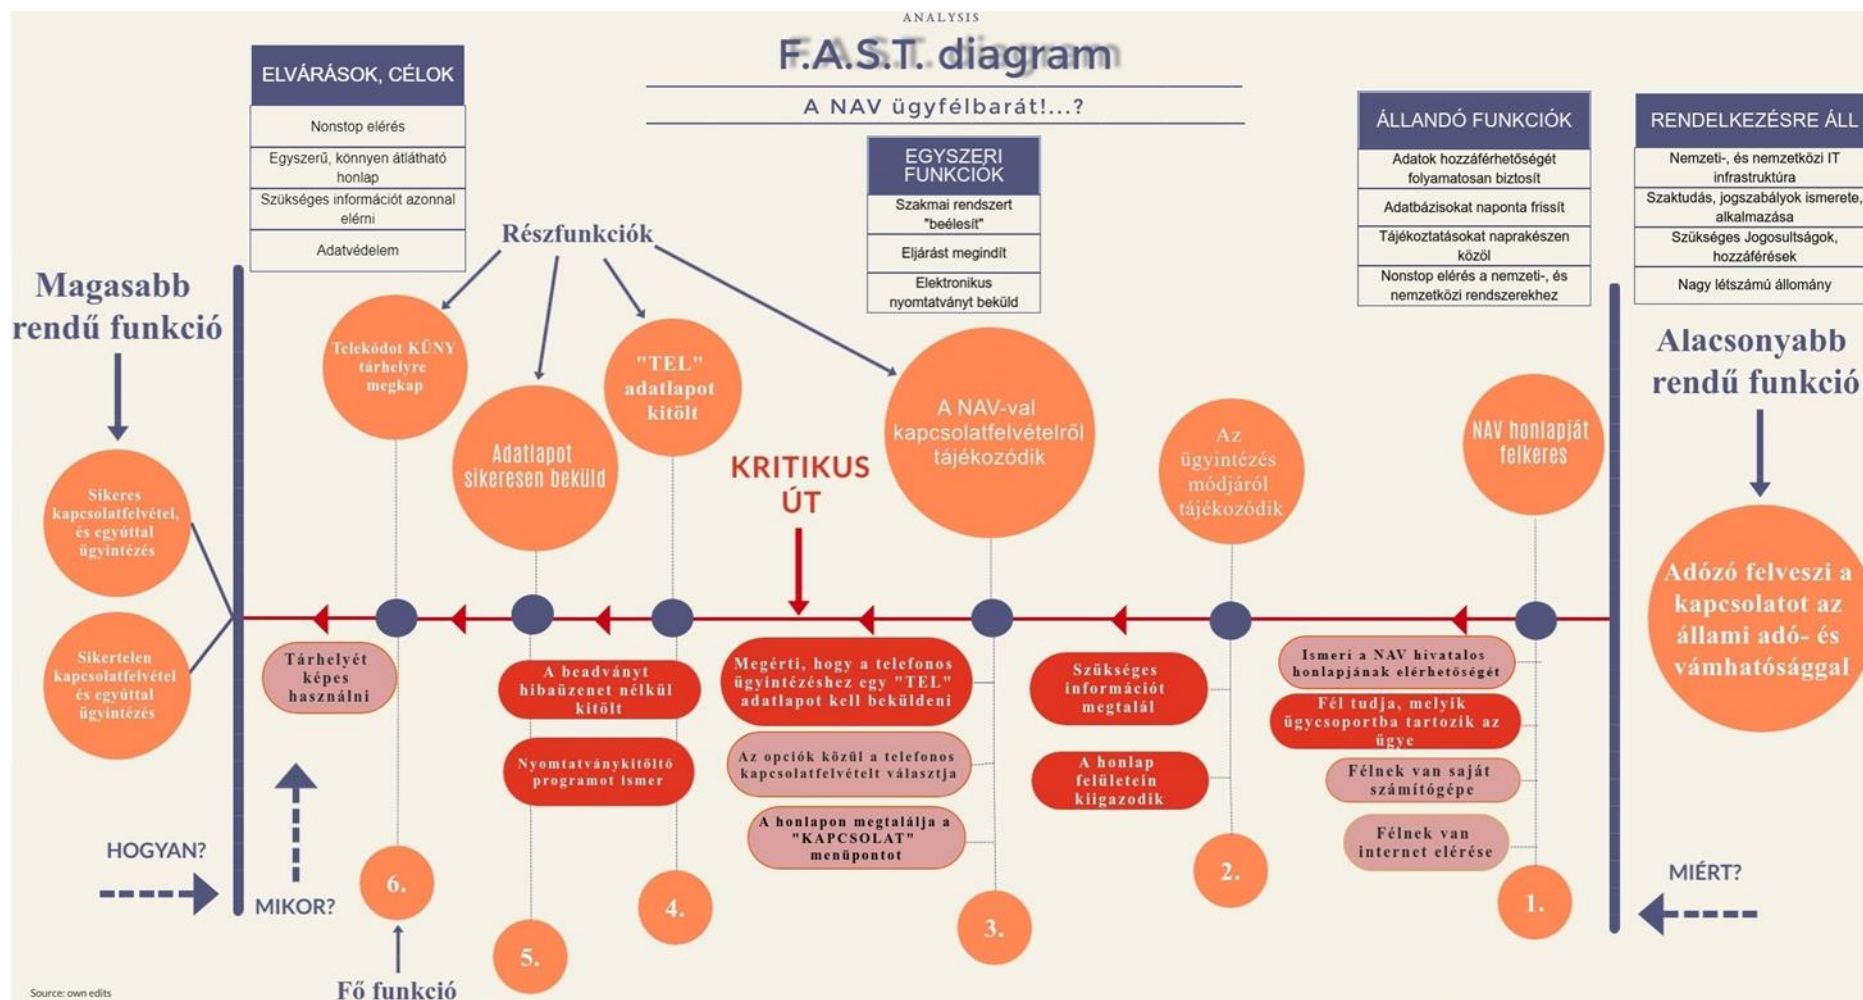 ANALYSIS
F.A.S.T. diagram
A NAV ügyfélbarát!...?
ELVÁRÁSOK, CÉLOK
Nonstop elérés
Egyszerű, könnyen átlátható
honlap
Szükséges információt azonnal
elérni
Adatvédelem
EGYSZERI
FUNKCIÓK
Szakmai rendszert
"beélesít"
Eljárást megindít
Elektronikus
nyomtatványt beküld
ÁLLANDÓ FUNKCIÓK
Adatok hozzáférhetőségét
folyamatosan biztosít
Adatbázisokat naponta frissít
Tájékoztatásokat naprakészen
közöl
Nonstop elérés a nemzeti-, és
nemzetközi rendszerekhez
RENDELKEZÉSRE ÁLL
Nemzeti-, és nemzetközi IT
infrastruktúra
Szaktudás, jogszabályok ismerete,
alkalmazása
Szükséges Jogosultságok,
hozzáférések
Nagy létszámú állomány
Magasabb
rendű funkció
Részfunkciók
Alacsonyabb
rendű funkció
Telekódot KÜNY
tárhelyre
megkap
Adatlapot
sikeresen beküld
"TEL"
adatlapot
kitölt
A NAV-val
kapcsolatfelvételről
tájékozódik
Az
ügyintézés
módjáról
tájékozódik
NAV honlapját
felkeres
KRITIKUS
ÚT
Sikeres
kapcsolatfelvétel,
és egyúttal
ügyintézés
Sikertelen
kapcsolatfelvétel
és egyúttal
ügyintézés
Adózó felveszi a
kapcsolatot az
állami adó- és
vámhatósággal
Tárhelyét
képes
használni
A beadványt
hibaüzenet nélkül
kitölt
Nyomtatványkitöltő
programot ismer
Megérti, hogy a telefonos
ügyintézéshez egy "TEL"
adatlapot kell beküldeni
Az opciók közül a telefonos
kapcsolatfelvételt választja
A honlapon megtalálja a
"KAPCSOLAT"
menüpontot
Szükséges
információt
megtalál
A honlap
felületein
kiigazodik
Ismeri a NAV hivatalos
honlapjának elérhetőségét
Fél tudja, melyik
ügycsoportba tartozik az
ügye
Félnek van saját
számítógépe
Félnek van
internet elérése
HOGYAN?
MIKOR?
MIÉRT?
6.
5.
4.
3.
2.
1.
Fő funkció
Source: own edits